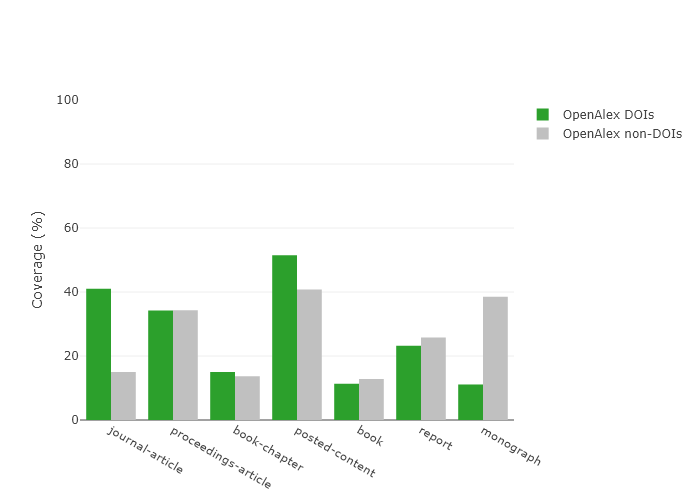 100
80
60
40
20
0
Coverage (%)
journal-article
proceedings-article
book-chapter
posted-content
book
report
monograph
OpenAlex DOIs
OpenAlex non-DOIs